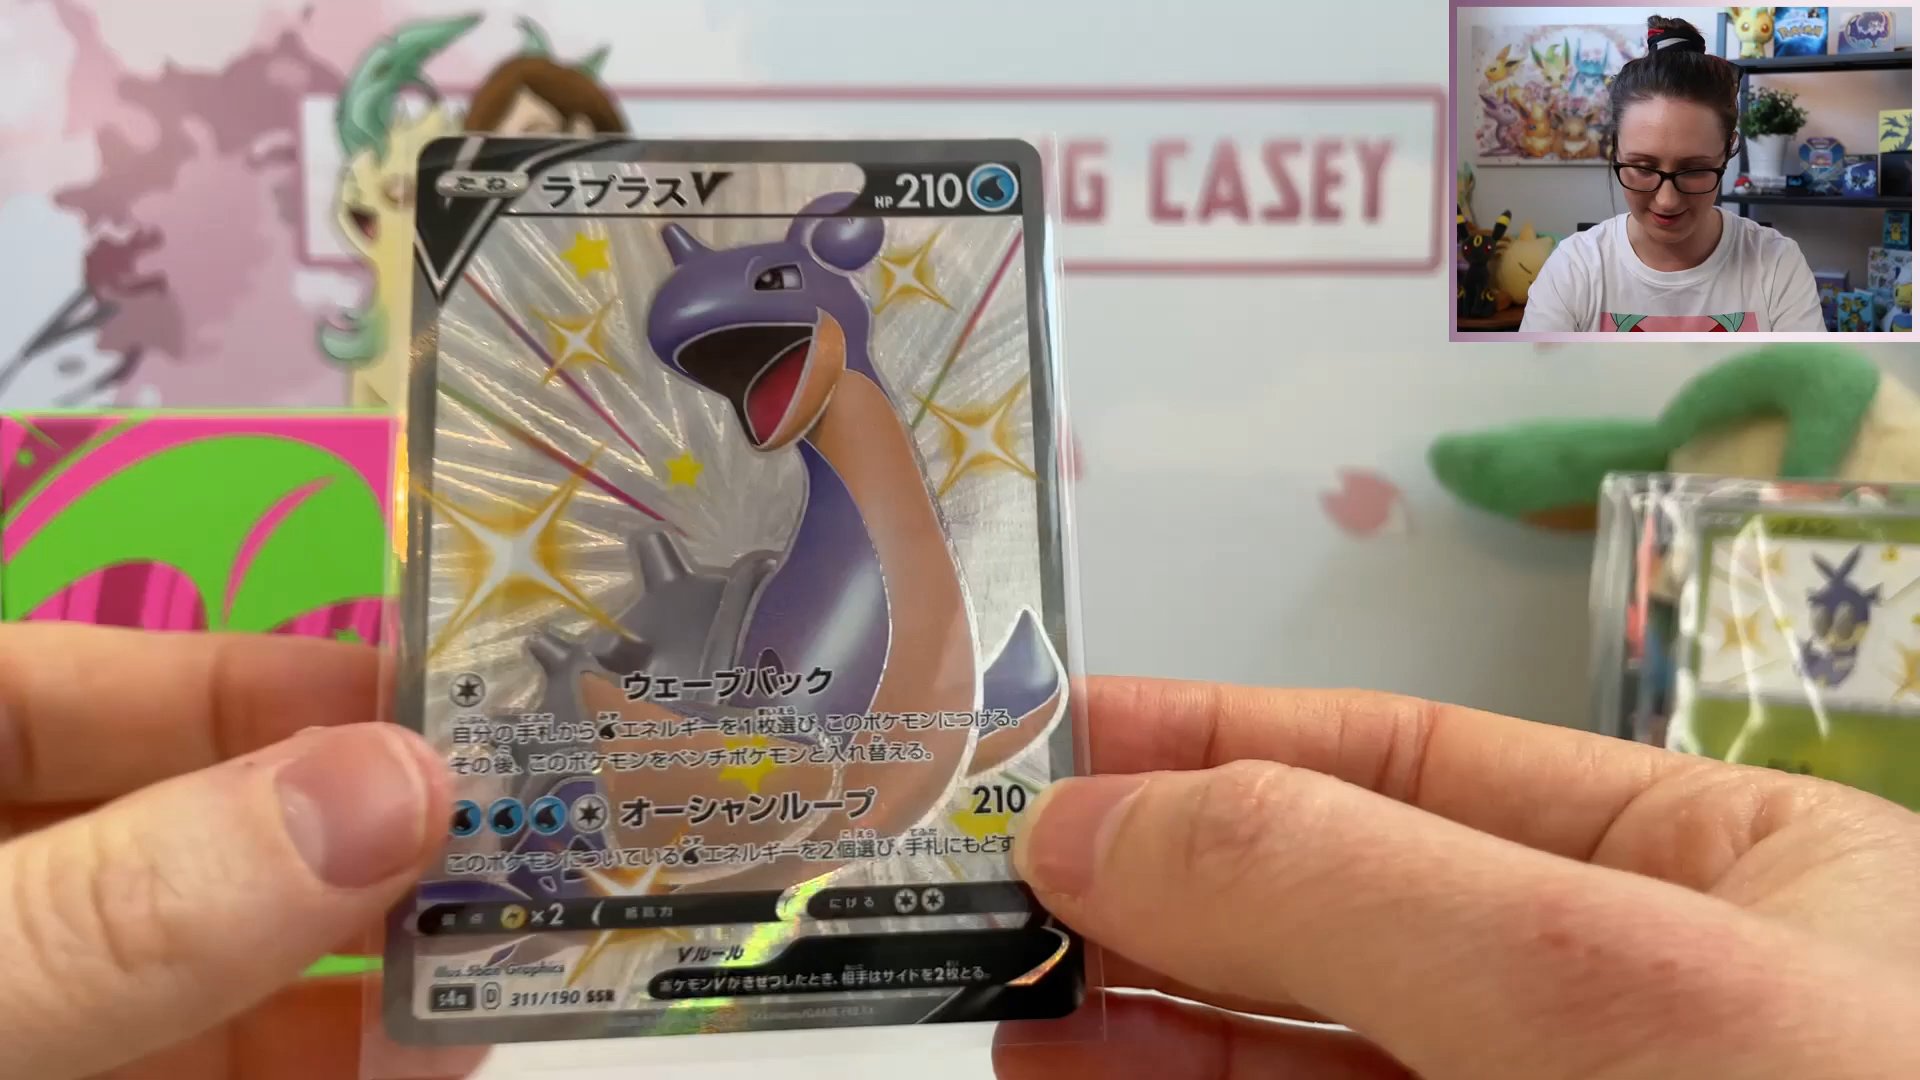 G CASEY
たね ラプラスV HP 210
ウェーブバック
自分の手札からエネルギーを1枚選び、このポケモンにつける。
その後、このポケモンをベンチポケモンと入れ替える。
オーシャンループ 210
このポケモンについているエネルギーを2個選び、手札にもどす
弱点 ×2 抵抗力 にげる
Vルール
ポケモンVがきぜつしたとき、相手はサイドを2枚とる。
Illus. 5ban Graphics
s4a D 311/190 SSR